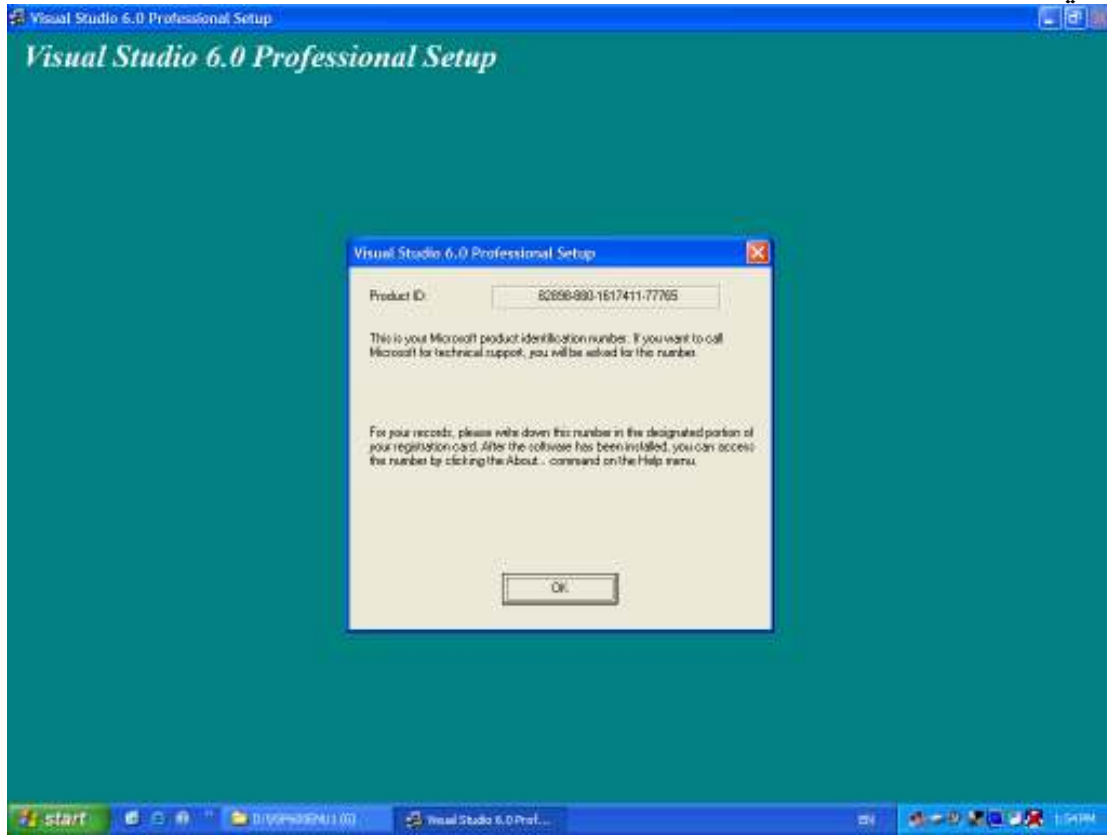 ي
Visual Studio 6.0 Professional Setup
Visual Studio 6.0 Professional Setup
Visual Studio 6.0 Professional Setup
Product ID:
This is your Microsoft product identification number. If you want to call
Microsoft for technical support, you will be asked for this number.
For your records, please write down this number in the designated portion of
your registration card. After the software has been installed, you can access
the number by clicking the About... command on the Help menu.
OK
start
Visual Studio 6.0 Prof...
EN
1:54 PM